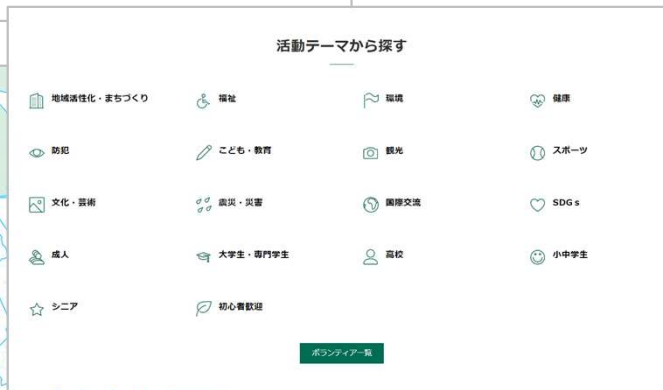 活動テーマから探す
地域活性化・まちづくり
福祉
環境
健康
防犯
こども・教育
観光
スポーツ
文化・芸術
震災・災害
国際交流
SDGｓ
成人
大学生・専門学生
高校
小中学生
シニア
初心者歓迎
ボランティア一覧